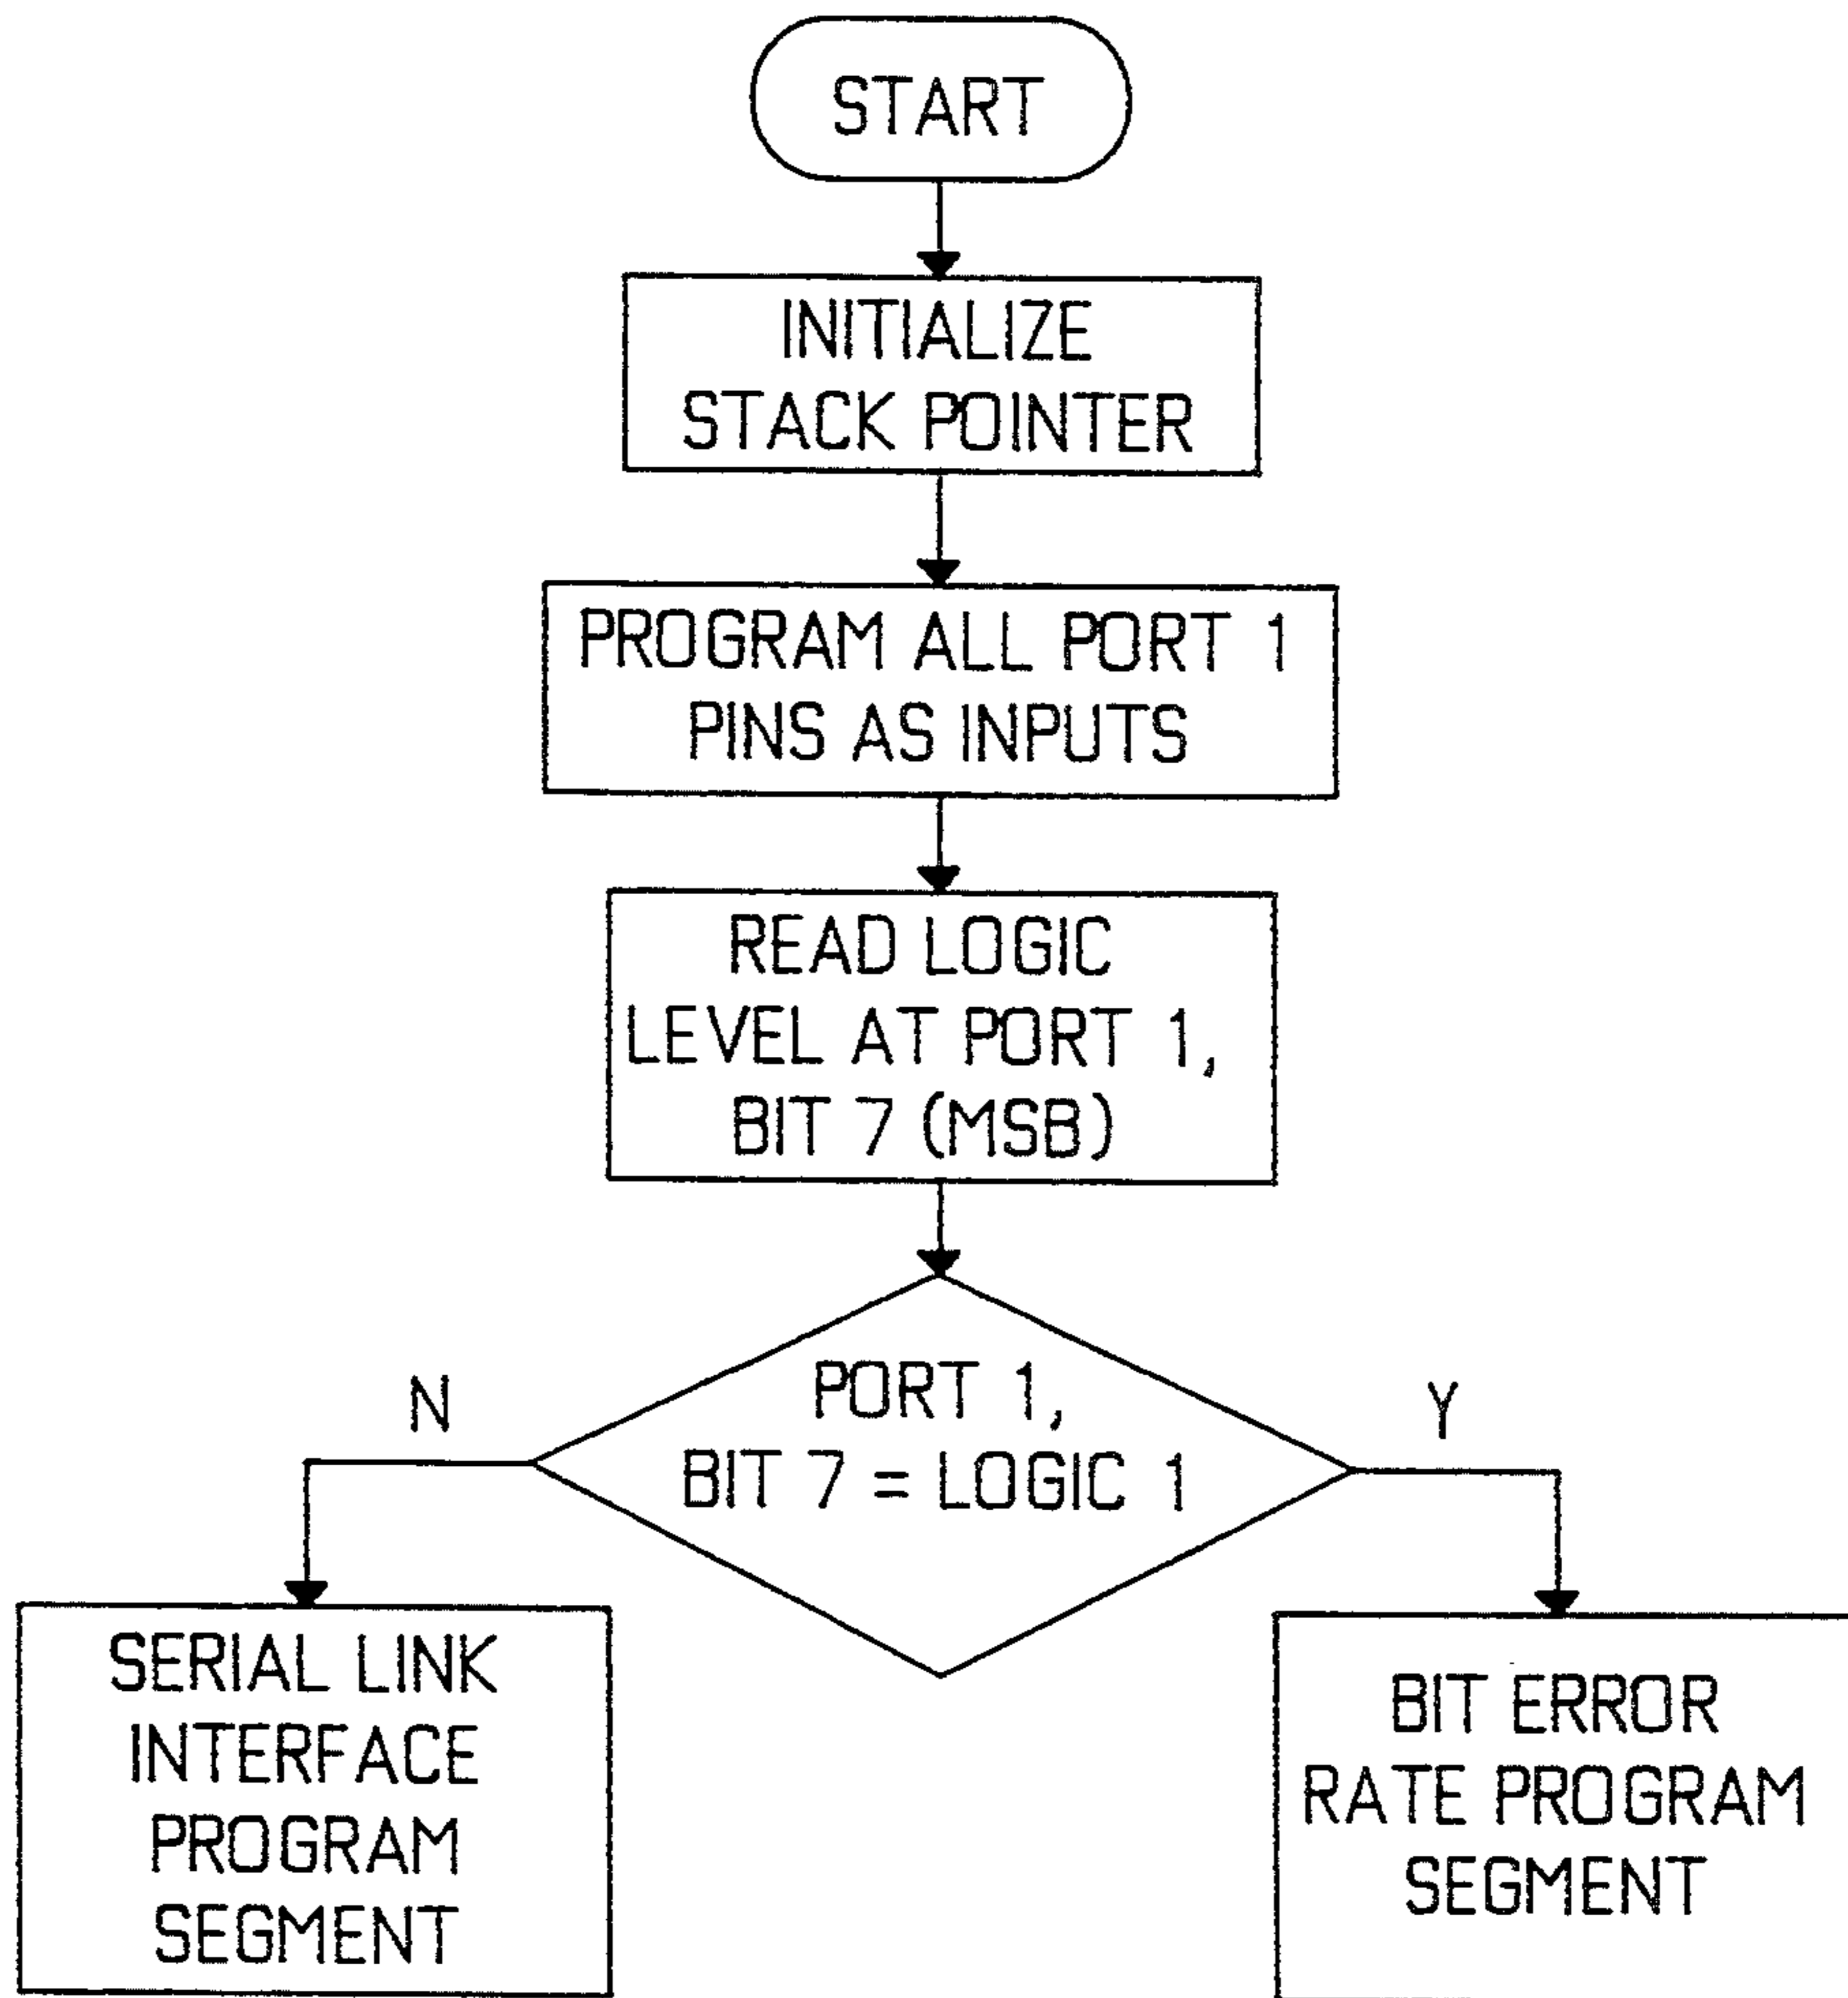 START
INITIALIZE
STACK POINTER
PROGRAM ALL PORT 1
PINS AS INPUTS
READ LOGIC
LEVEL AT PORT 1,
BIT 7 (MSB)
PORT 1,
BIT 7 = LOGIC 1
N
Y
SERIAL LINK
INTERFACE
PROGRAM
SEGMENT
BIT ERROR
RATE PROGRAM
SEGMENT